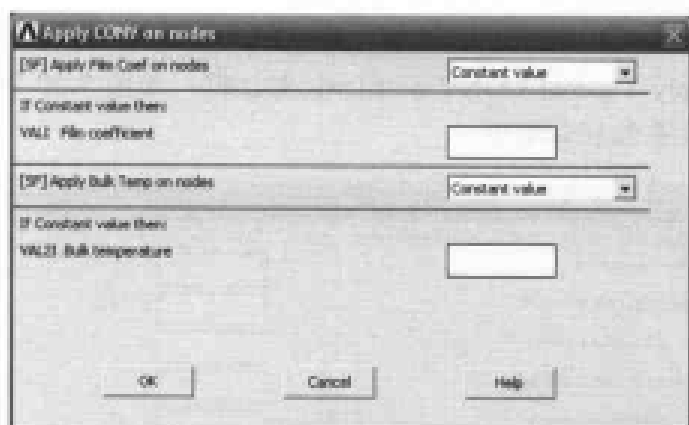 Apply CONV on nodes
[SF] Apply Film Coef on nodes
Constant value
If Constant value then:
VALI Film coefficient
[SF] Apply Bulk Temp on nodes
Constant value
If Constant value then:
VAL2I Bulk temperature
OK Cancel Help